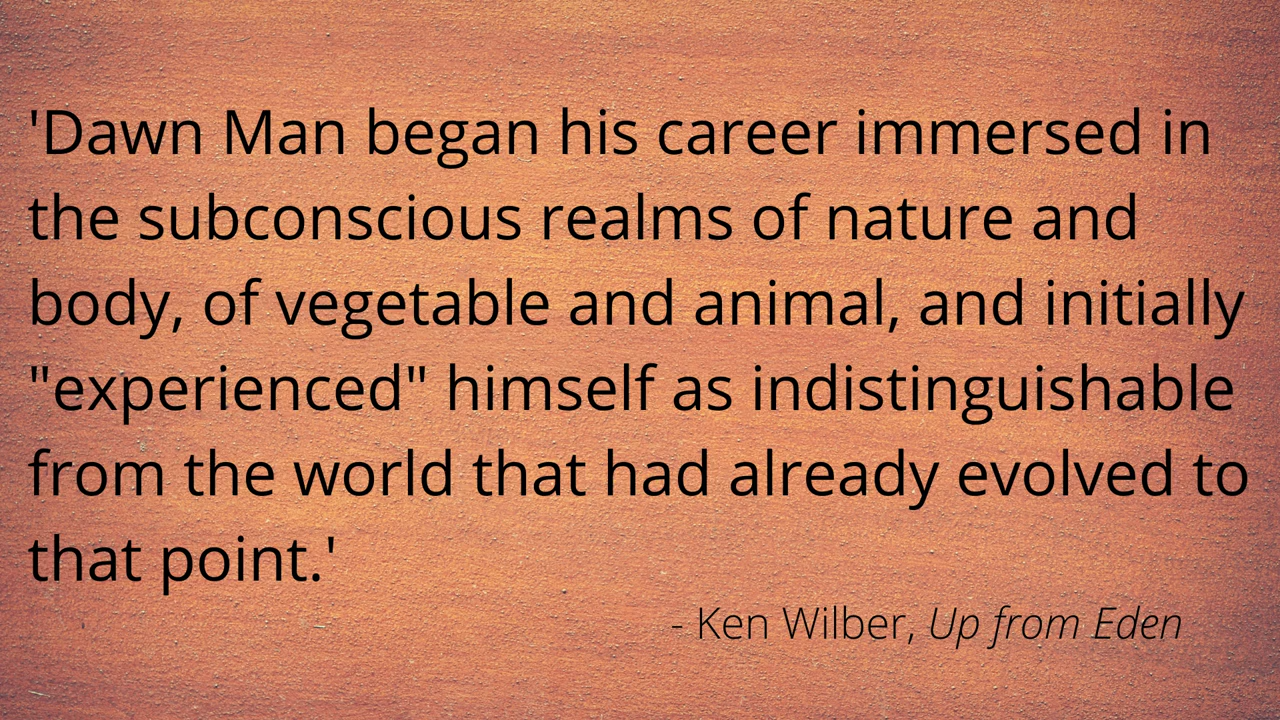 'Dawn Man began his career immersed in
the subconscious realms of nature and
body, of vegetable and animal, and initially
"experienced" himself as indistinguishable
from the world that had already evolved to
that point.'
- Ken Wilber, Up from Eden